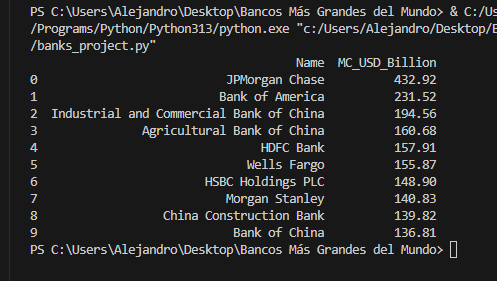 PS C:\Users\Alejandro\Desktop\Bancos Más Grandes del Mundo> & C:/Us
/Programs/Python/Python313/python.exe "c:/Users/Alejandro/Desktop/B
/banks_project.py"
Name MC_USD_Billion
0 JPMorgan Chase 432.92
1 Bank of America 231.52
2 Industrial and Commercial Bank of China 194.56
3 Agricultural Bank of China 160.68
4 HDFC Bank 157.91
5 Wells Fargo 155.87
6 HSBC Holdings PLC 148.90
7 Morgan Stanley 140.83
8 China Construction Bank 139.82
9 Bank of China 136.81
PS C:\Users\Alejandro\Desktop\Bancos Más Grandes del Mundo>